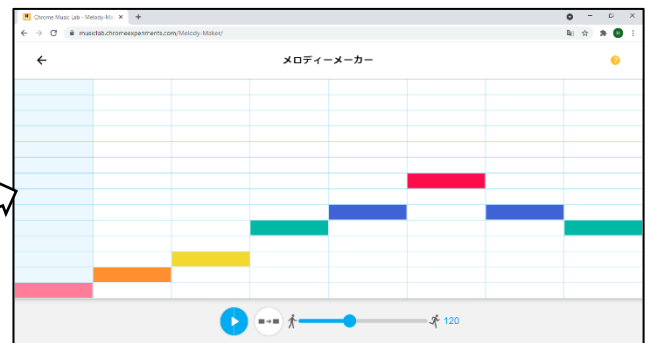 Chrome Music Lab - Melody-Ma
musiclab.chromeexperiments.com/Melody-Maker/
メロディーメーカー
?
120